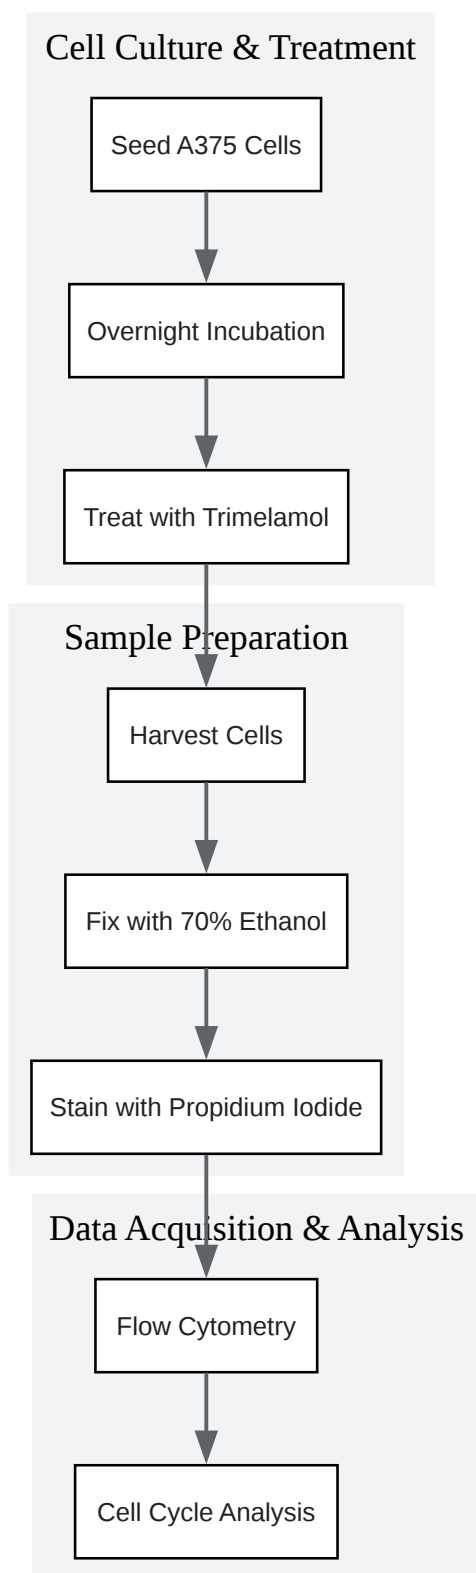 Cell Culture & Treatment
Seed A375 Cells
Overnight Incubation
Treat with Trimelamol
Sample Preparation
Harvest Cells
Fix with 70% Ethanol
Stain with Propidium Iodide
Data Acquisition & Analysis
Flow Cytometry
Cell Cycle Analysis